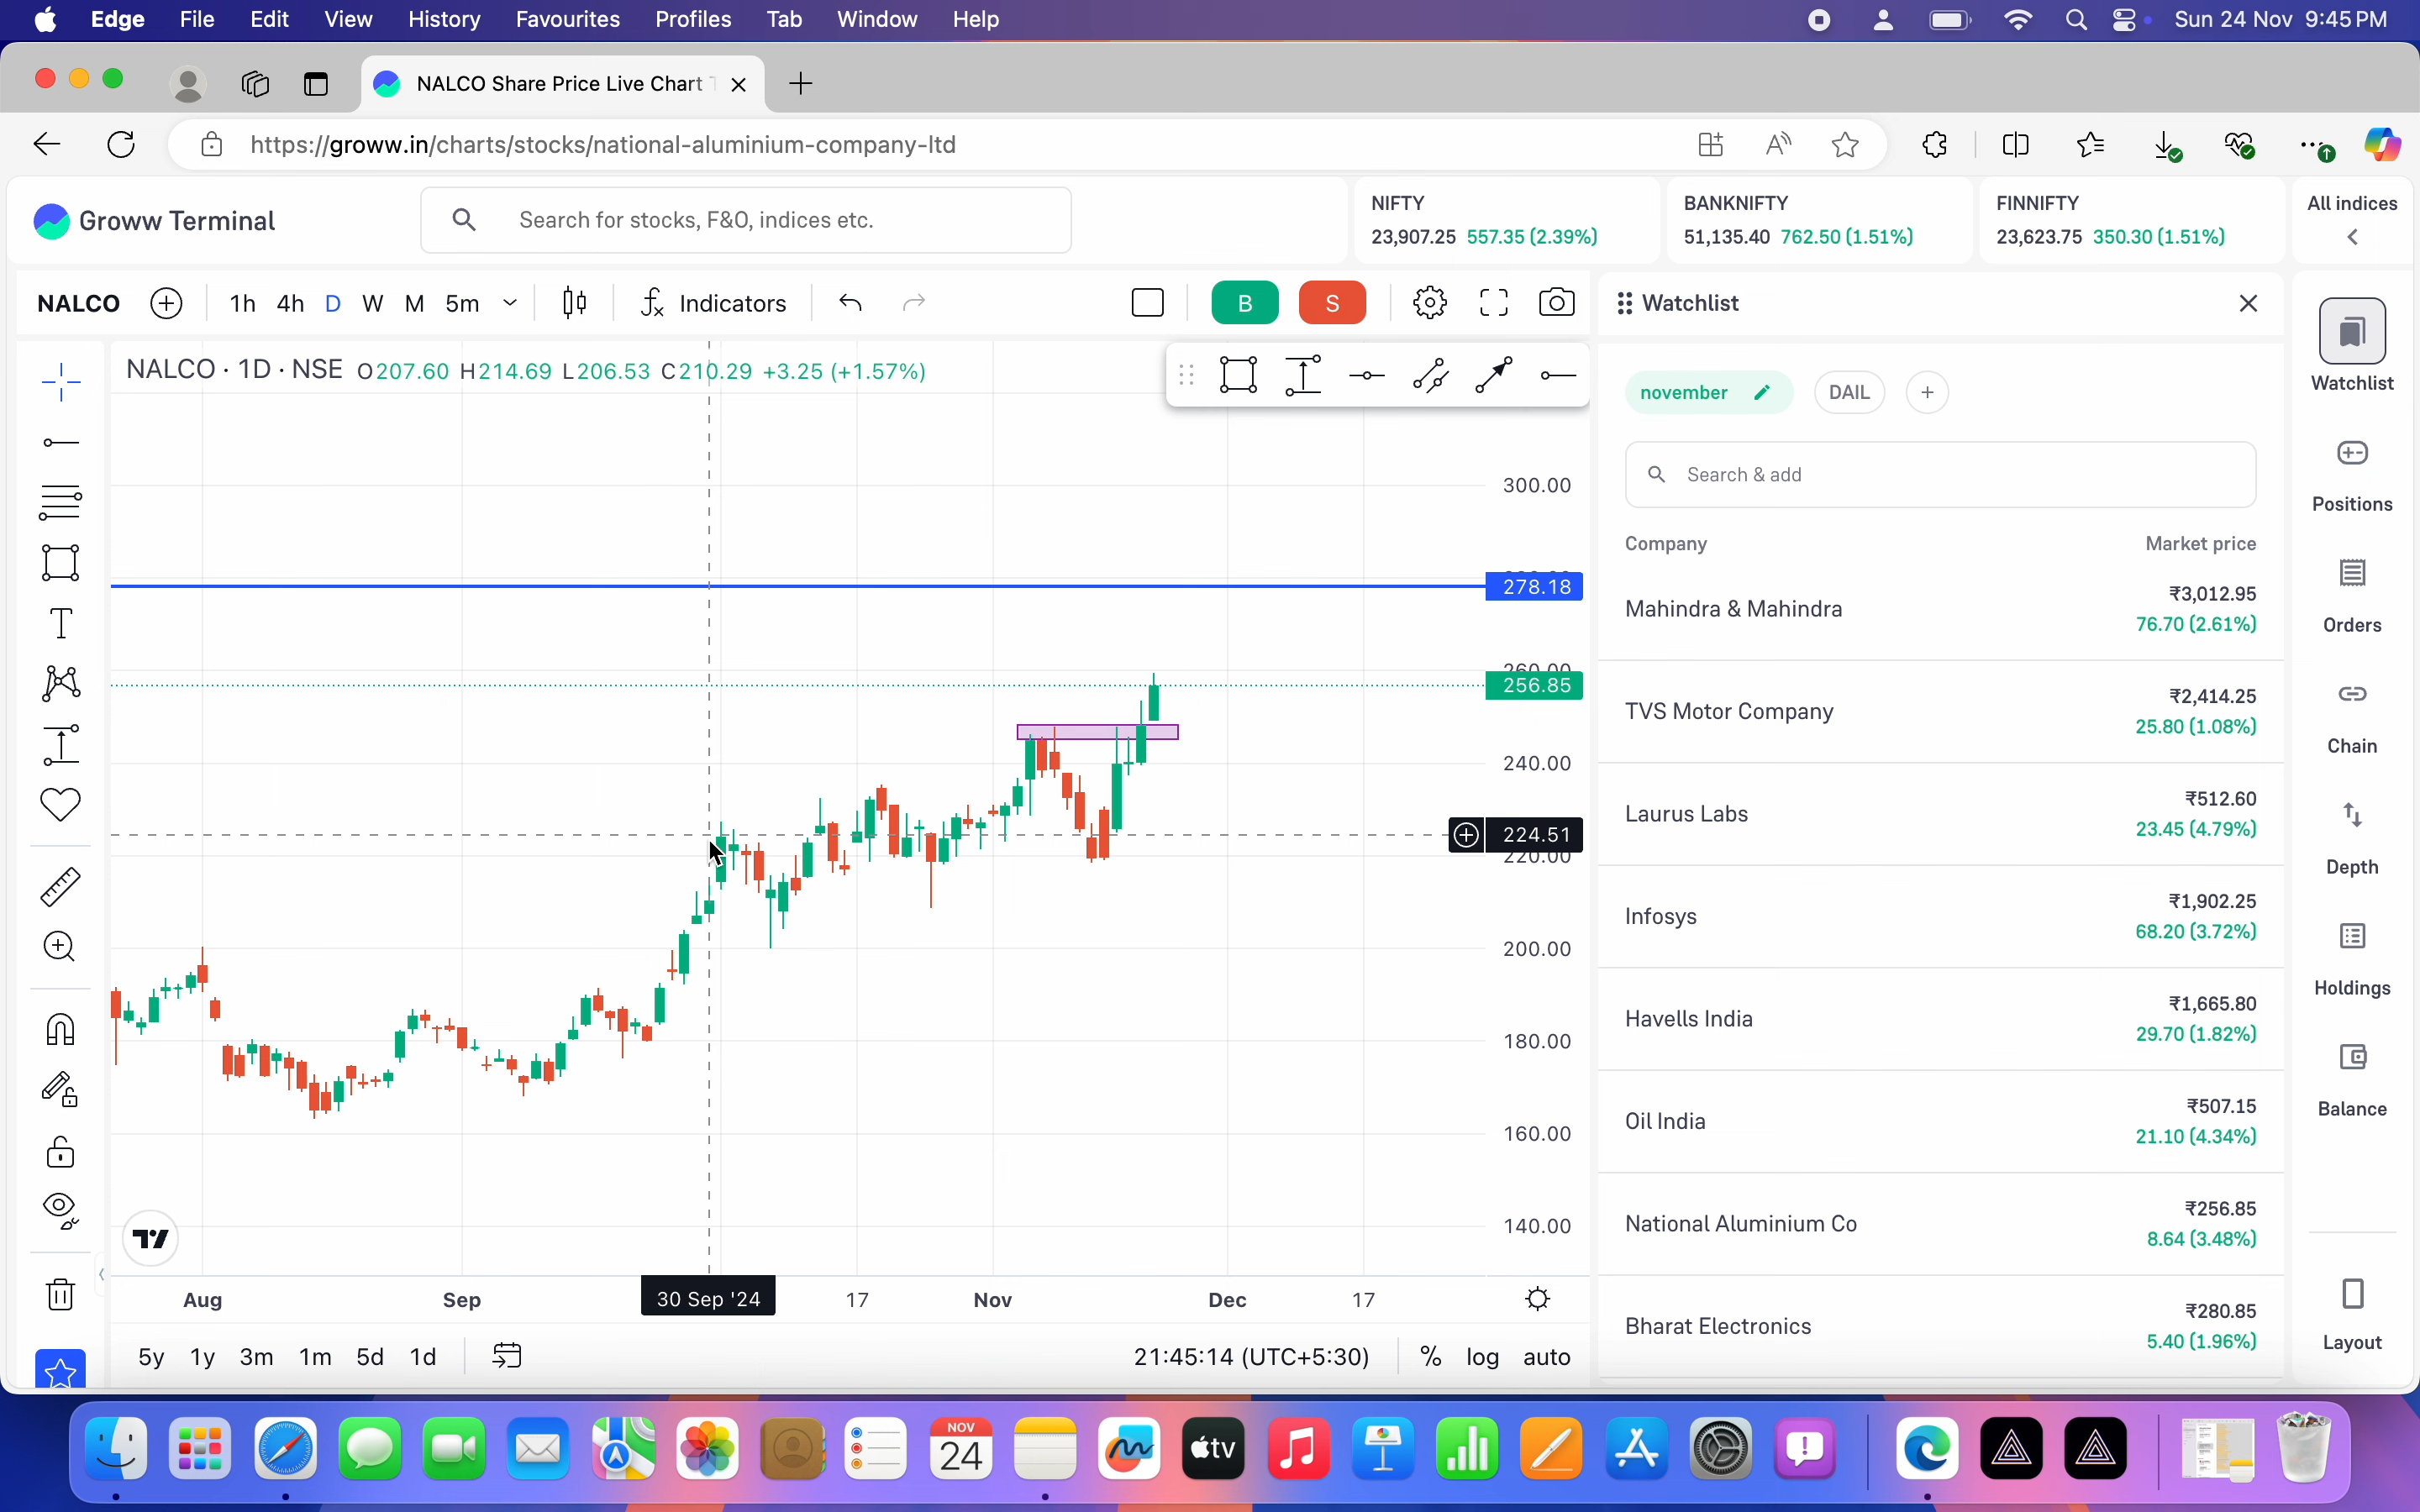 Edge File Edit View History Favourites Profiles Tab Window Help Sun 24 Nov 9:45 PM
NALCO Share Price Live Chart
https://groww.in/charts/stocks/national-aluminium-company-ltd
Groww Terminal
Search for stocks, F&O, indices etc.
NIFTY
23,907.25 557.35 (2.39%)
BANKNIFTY
51,135.40 762.50 (1.51%)
FINNIFTY
23,623.75 350.30 (1.51%)
All indices
NALCO 1h 4h D W M 5m Indicators B S
NALCO · 1D · NSE O207.60 H214.69 L206.53 C210.29 +3.25 (+1.57%)
300.00
278.18
260.00
256.85
240.00
224.51
220.00
200.00
180.00
160.00
140.00
Aug Sep 30 Sep '24 17 Nov Dec 17
5y 1y 3m 1m 5d 1d 21:45:14 (UTC+5:30) % log auto
Watchlist
november DAIL
Search & add
Company Market price
Mahindra & Mahindra
₹3,012.95
76.70 (2.61%)
TVS Motor Company
₹2,414.25
25.80 (1.08%)
Laurus Labs
₹512.60
23.45 (4.79%)
Infosys
₹1,902.25
68.20 (3.72%)
Havells India
₹1,665.80
29.70 (1.82%)
Oil India
₹507.15
21.10 (4.34%)
National Aluminium Co
₹256.85
8.64 (3.48%)
Bharat Electronics
₹280.85
5.40 (1.96%)
Watchlist
Positions
Orders
Chain
Depth
Holdings
Balance
Layout
NOV
24
tv